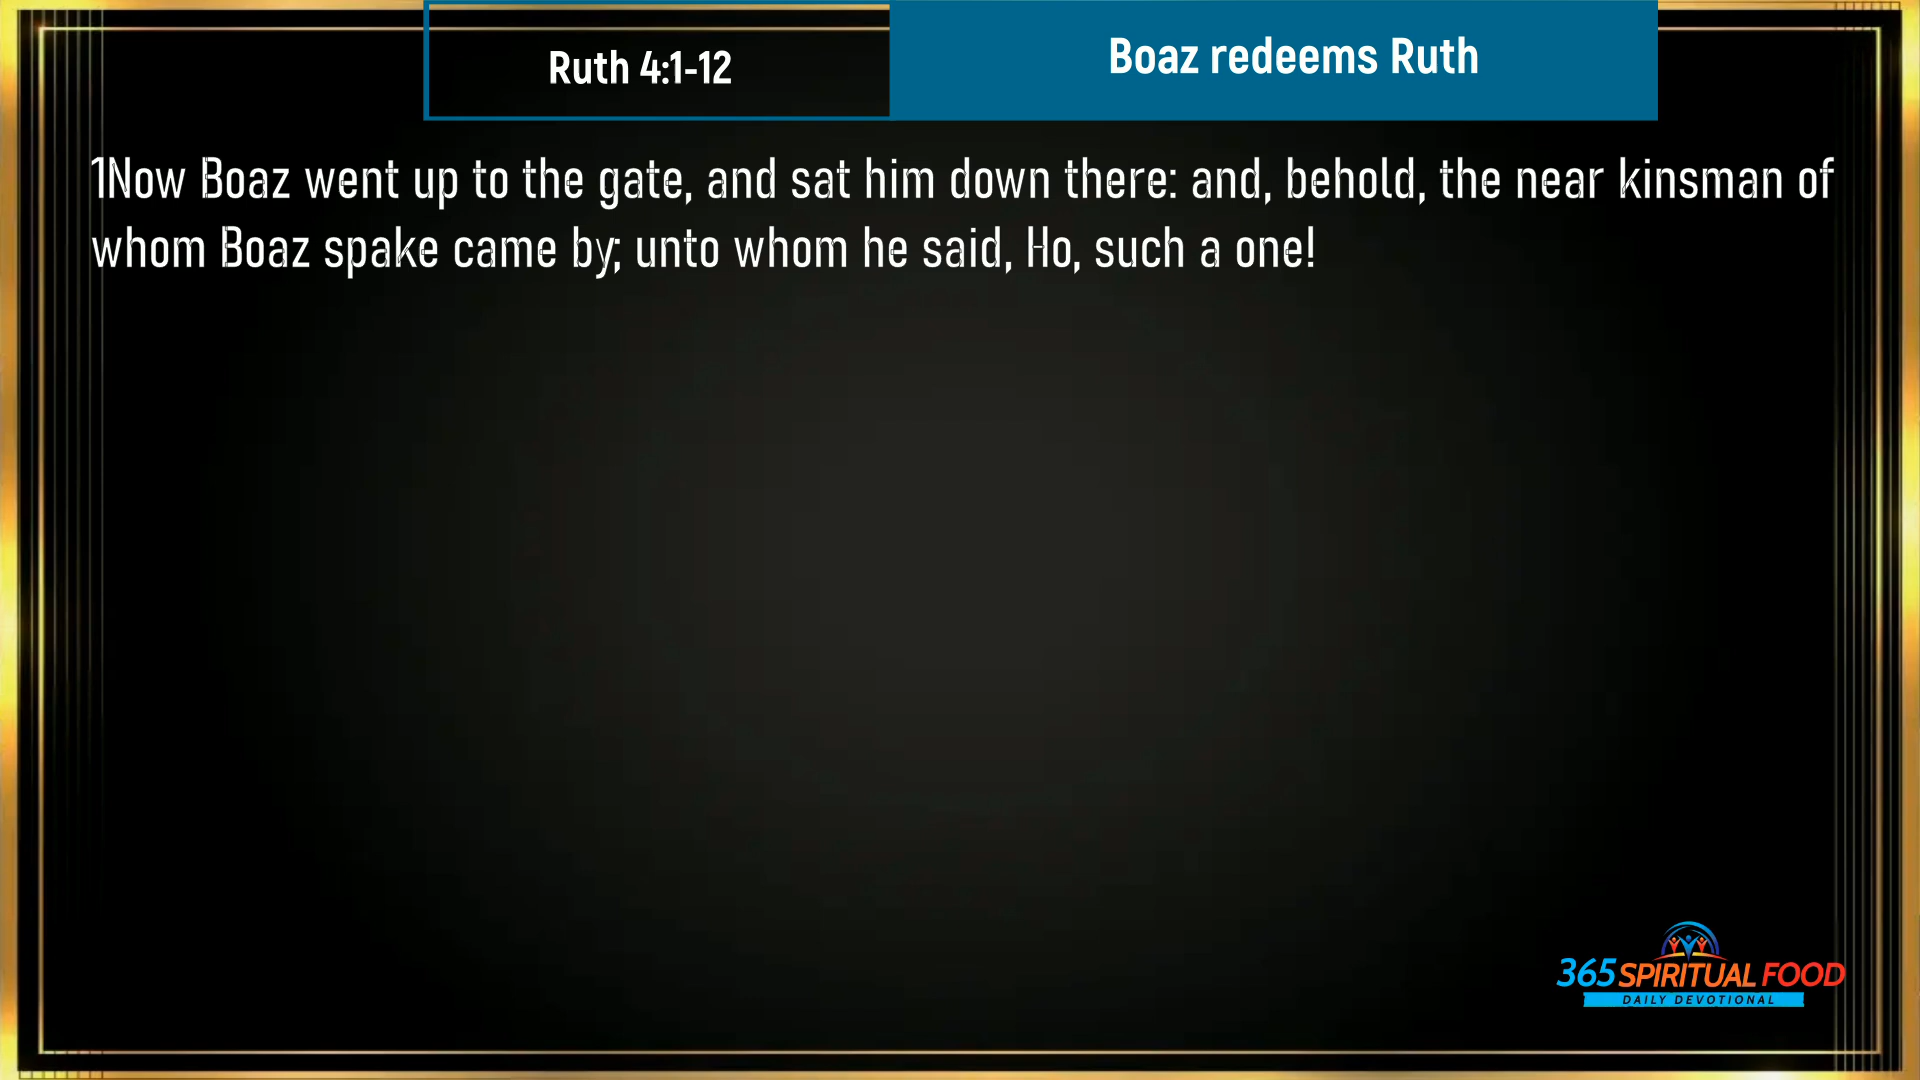 Ruth 4:1-12
Boaz redeems Ruth
1Now Boaz went up to the gate, and sat him down there: and, behold, the near kinsman of
whom Boaz spake came by; unto whom he said, Ho, such a one!
365 SPIRITUAL FOOD
DAILY DEVOTIONAL